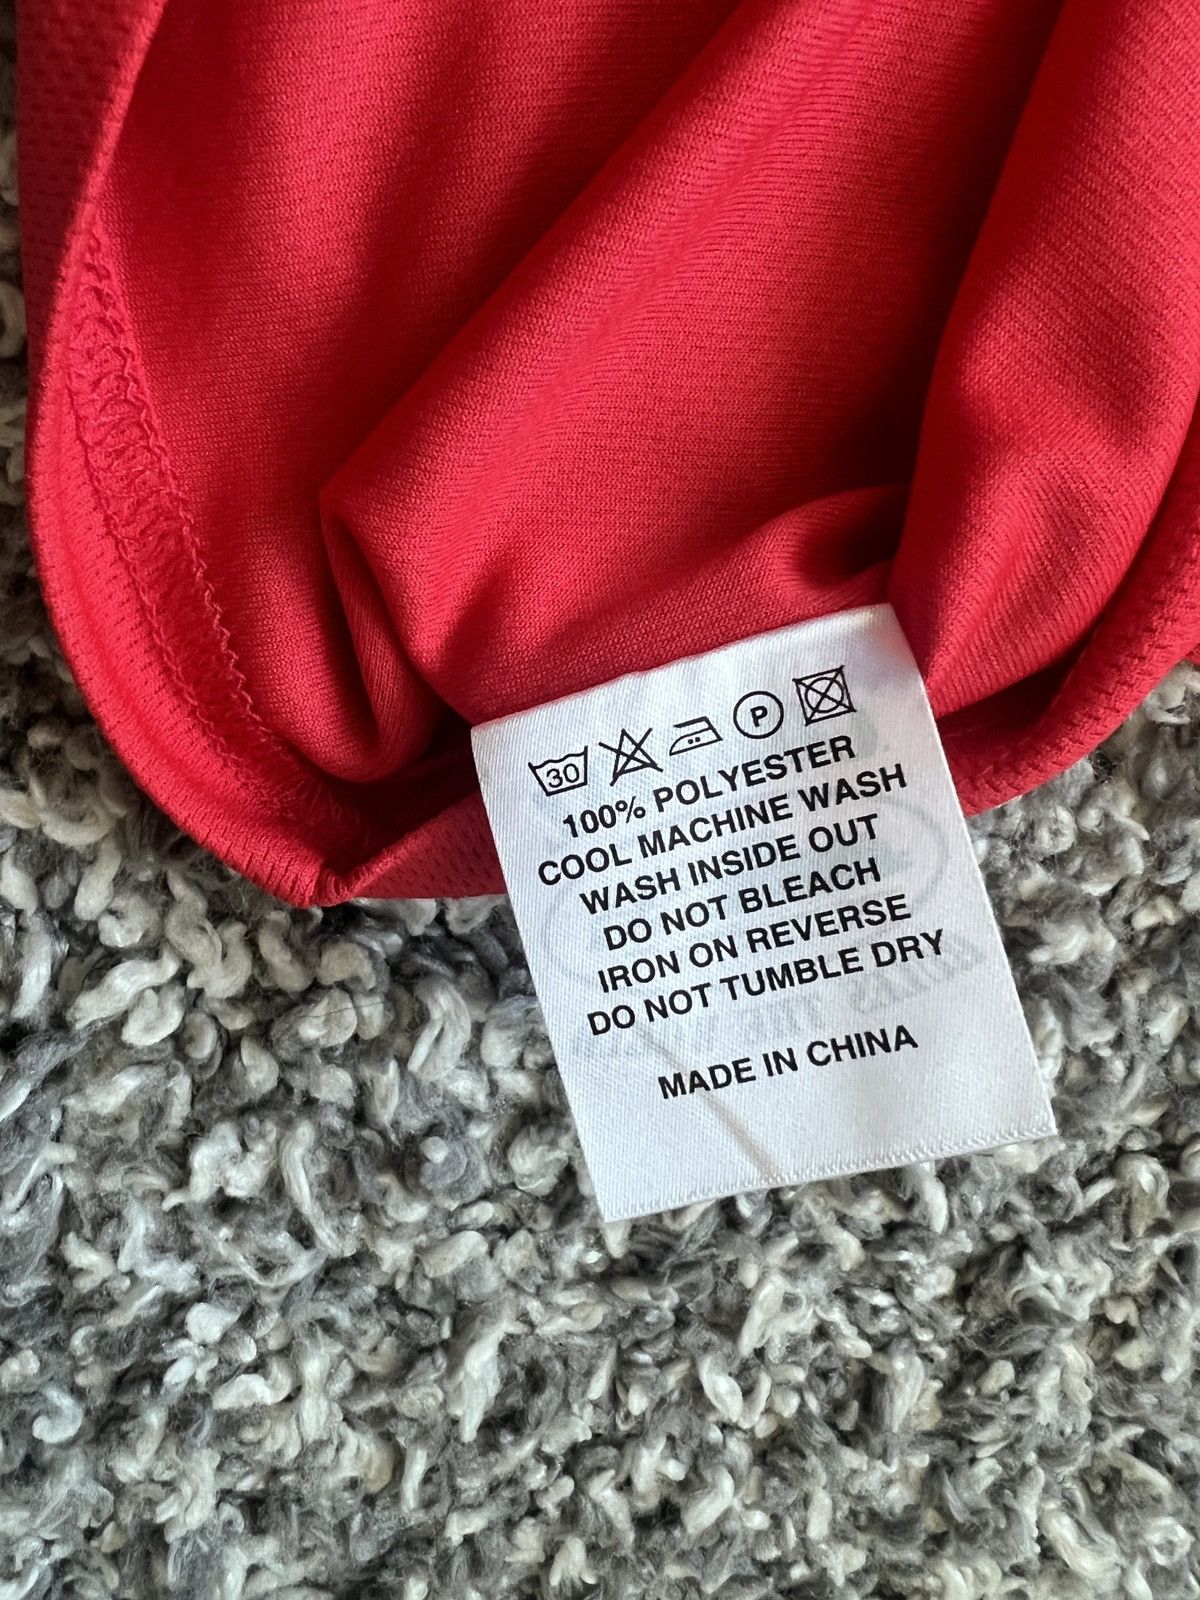 30 P
100% POLYESTER
COOL MACHINE WASH
WASH INSIDE OUT
DO NOT BLEACH
IRON ON REVERSE
DO NOT TUMBLE DRY
MADE IN CHINA